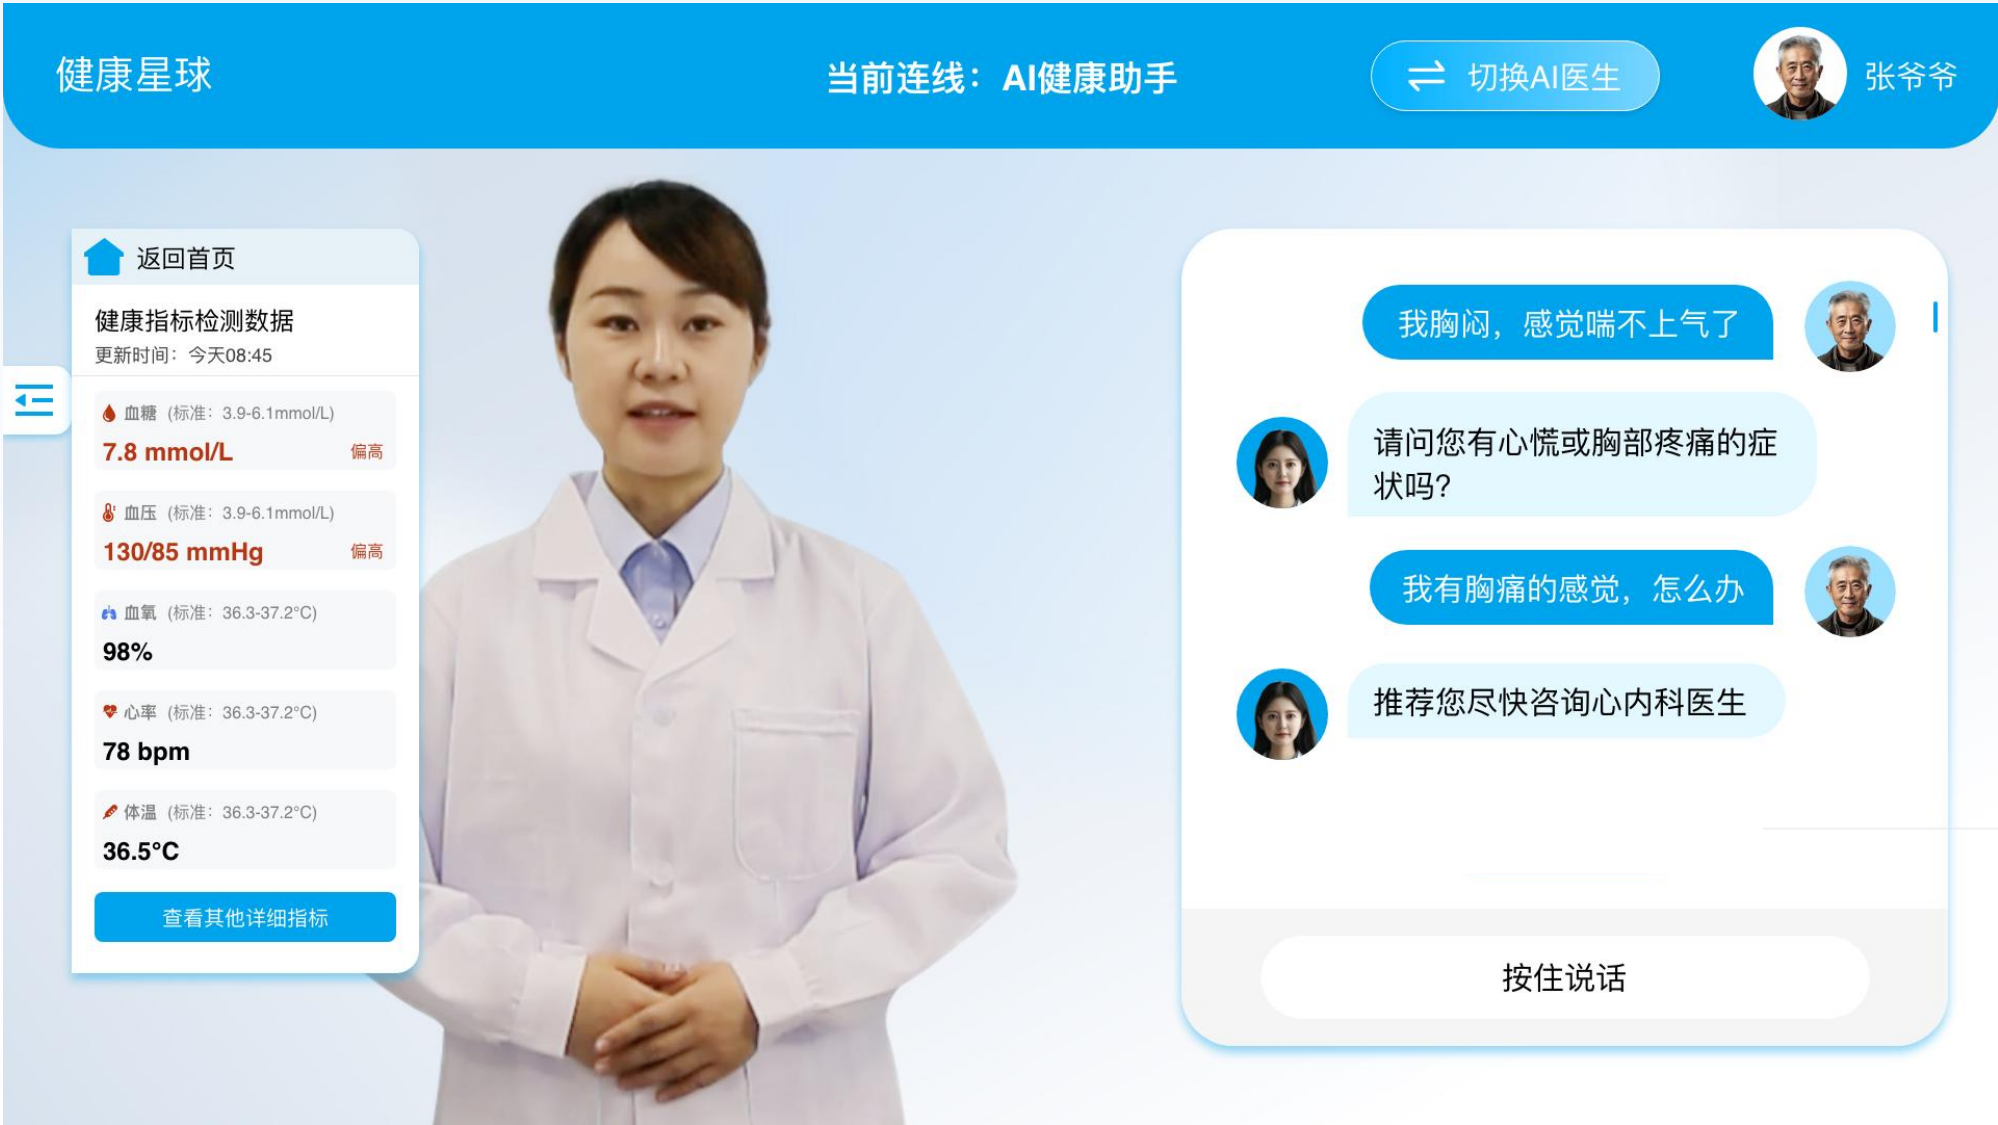 健康星球
当前连线：AI健康助手
切换AI医生
张爷爷
返回首页
健康指标检测数据
更新时间：今天08:45
血糖（标准：3.9-6.1mmol/L)
7.8 mmol/L 偏高
血压（标准：3.9-6.1mmol/L)
130/85 mmHg 偏高
血氧（标准：36.3-37.2°C)
98%
心率（标准：36.3-37.2°C)
78 bpm
体温（标准：36.3-37.2°C)
36.5°C
查看其他详细指标
我胸闷，感觉喘不上气了
请问您有心慌或胸部疼痛的症
状吗?
我有胸痛的感觉，怎么办
推荐您尽快咨询心内科医生
按住说话